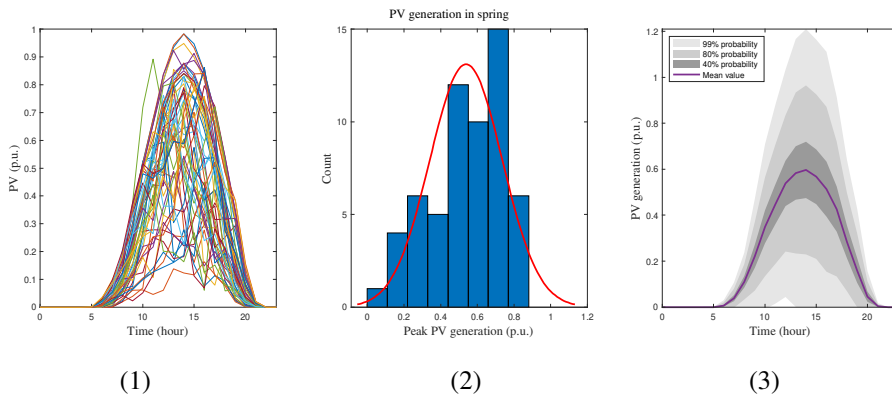 PV generation in spring
1
0.9
0.8
0.7
0.6
0.5
0.4
0.3
0.2
0.1
0
PV (p.u.)
0 5 10 15 20
Time (hour)
(1)
15
10
5
0
Count
0 0.2 0.4 0.6 0.8 1 1.2
Peak PV generation (p.u.)
(2)
1.2
1
0.8
0.6
0.4
0.2
0
PV generation (p.u.)
99% probability
80% probability
40% probability
Mean value
0 5 10 15 20
Time (hour)
(3)